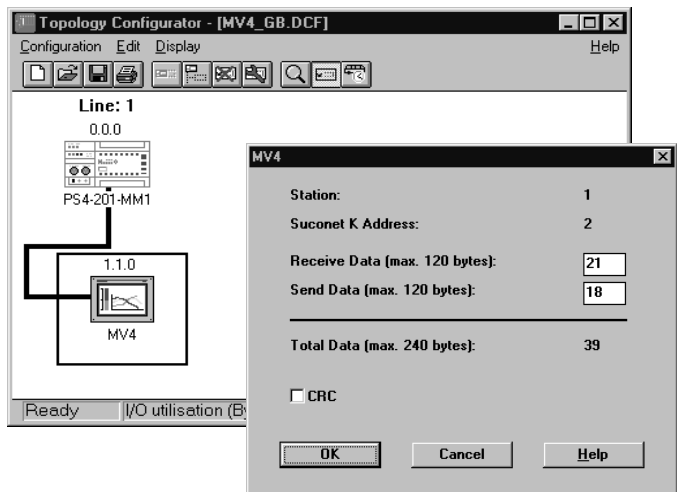 Topology Configurator - [MV4_GB.DCF]
Configuration Edit Display Help
Line: 1
0.0.0
PS4-201-MM1
1.1.0
MV4
Ready I/O utilisation
MV4
Station: 1
Suconet K Address: 2
Receive Data (max. 120 bytes): 21
Send Data (max. 120 bytes): 18
Total Data (max. 240 bytes): 39
CRC
OK Cancel Help